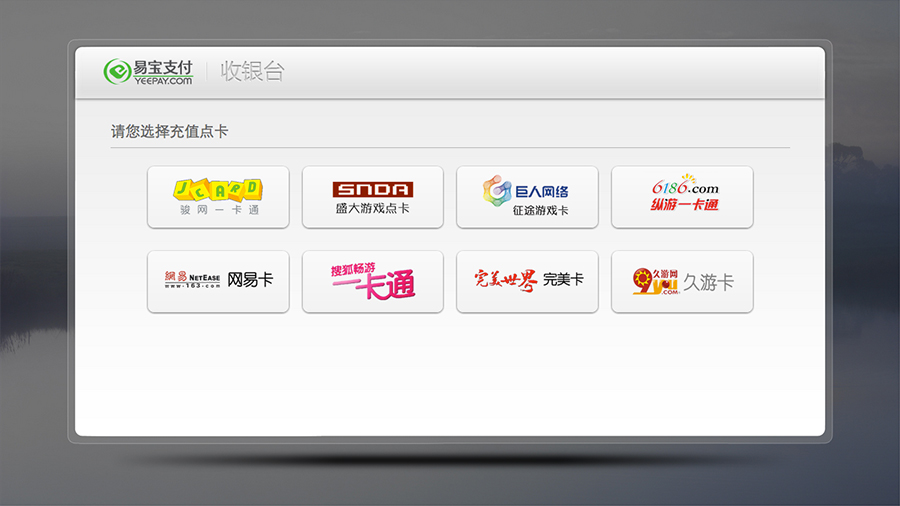 易宝支付
YEEPAY.COM
收银台
请您选择充值点卡
JCARD
骏网一卡通
SNDA
盛大游戏点卡
巨人网络
征途游戏卡
6186.com
纵游一卡通
網易 NETEASE
www.163.com
网易卡
搜狐畅游
一卡通
完美世界
完美卡
久游网
9you
.COM
久游卡